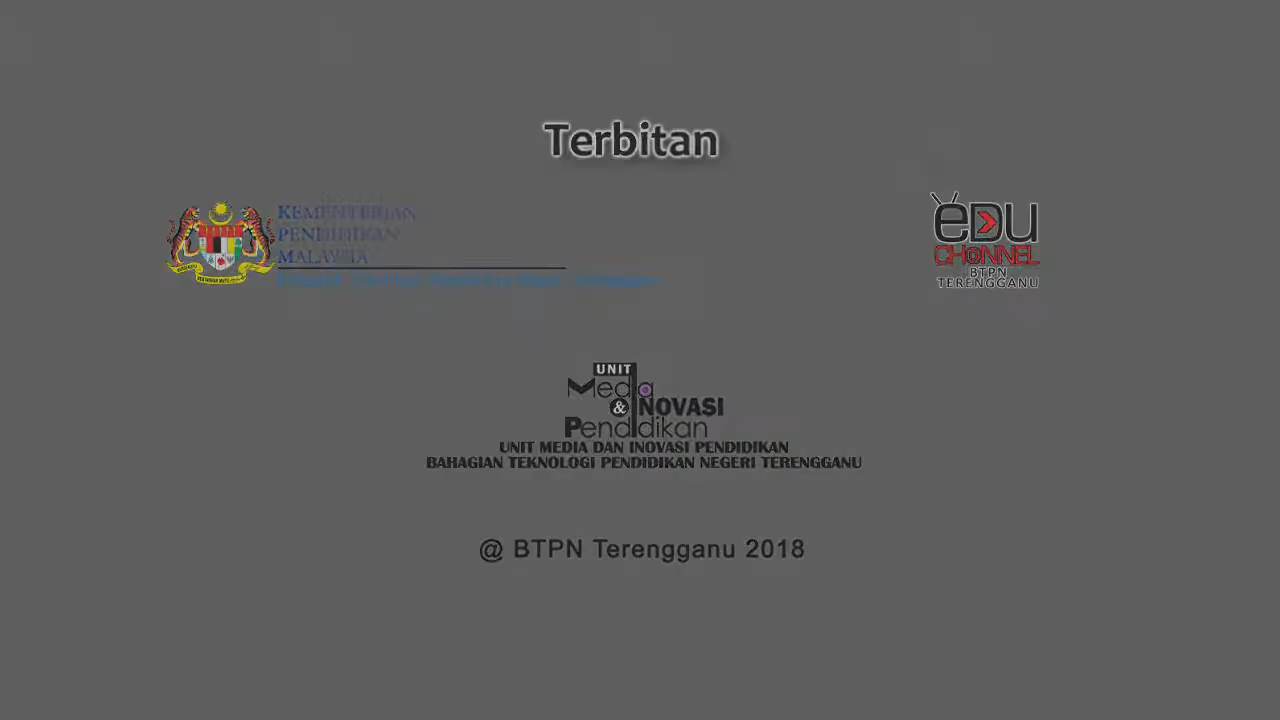 Terbitan
KEMENTERIAN
PENDIDIKAN
MALAYSIA
eDU
CHANNEL
BTPN
TERENGGANU
UNIT
Media
& INOVASI
Pendidikan
UNIT MEDIA DAN INOVASI PENDIDIKAN
BAHAGIAN TEKNOLOGI PENDIDIKAN NEGERI TERENGGANU
@ BTPN Terengganu 2018